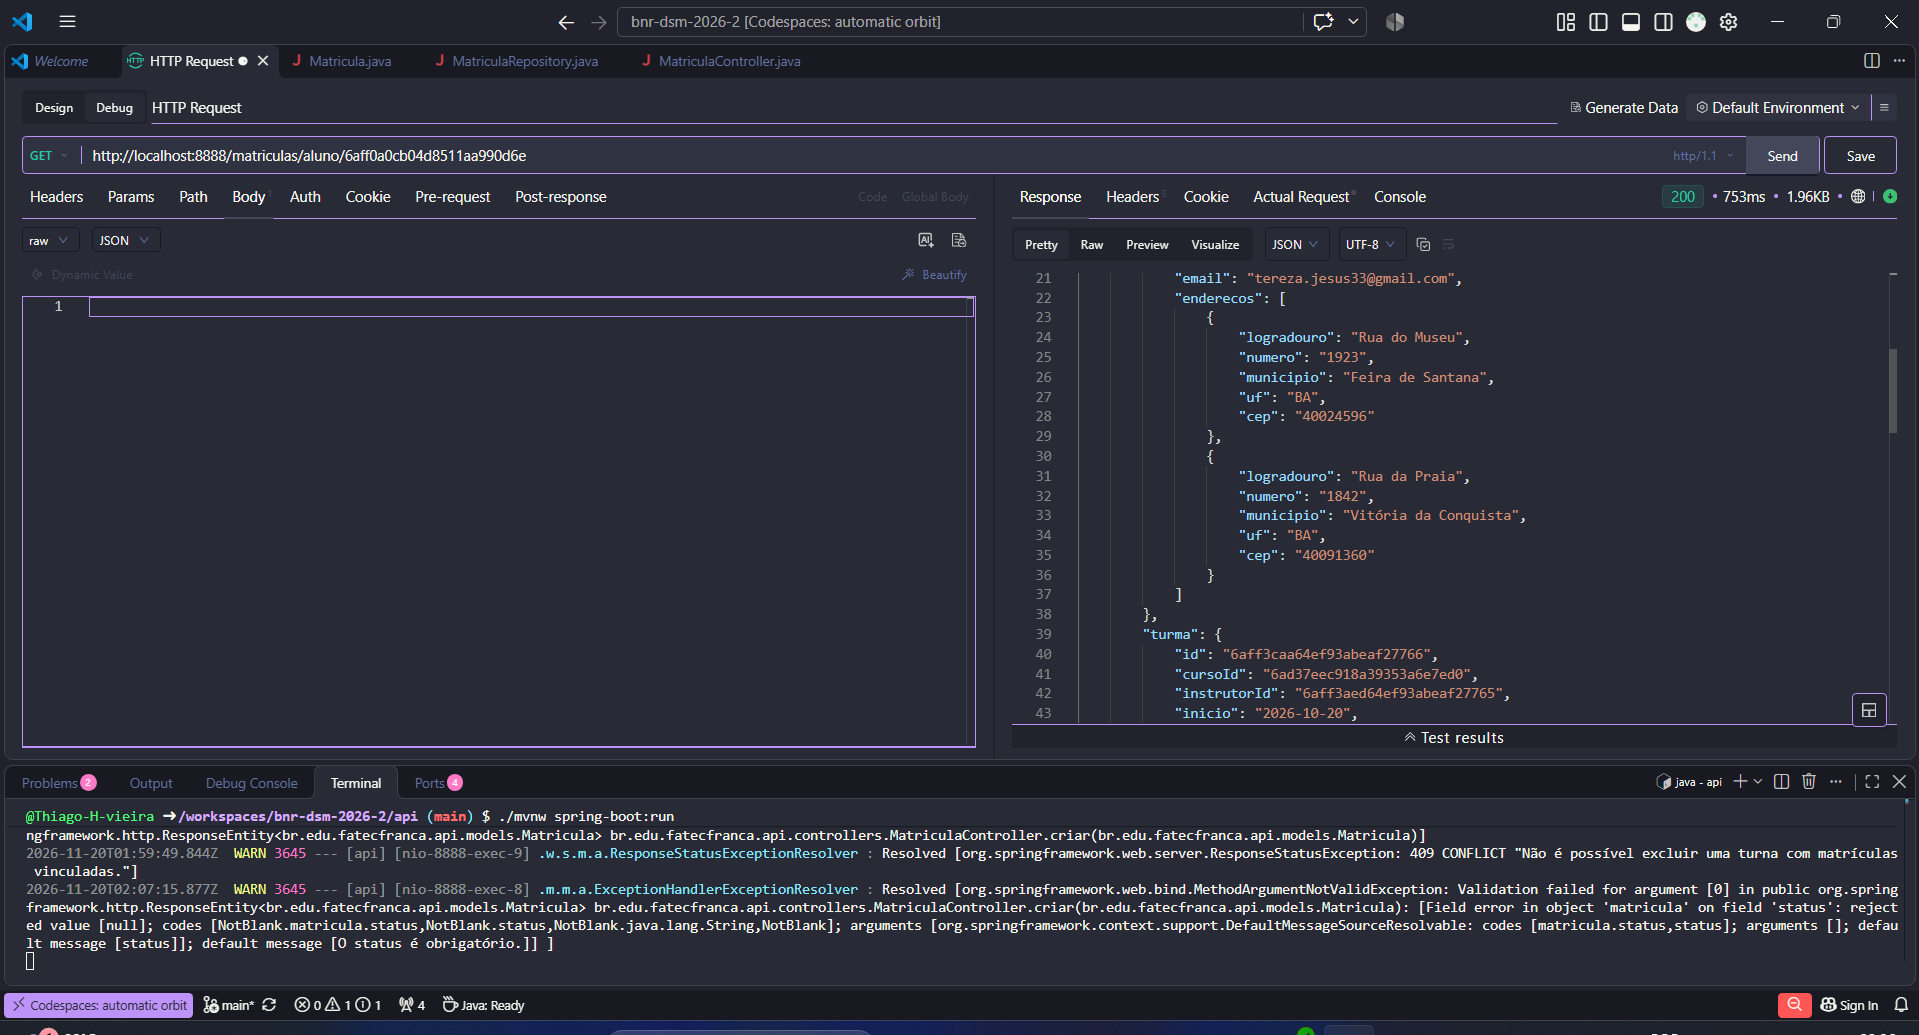 bnr-dsm-2026-2 [Codespaces: automatic orbit]
Welcome
HTTP HTTP Request
J Matricula.java
J MatriculaRepository.java
J MatriculaController.java
Design Debug HTTP Request
Generate Data Default Environment
GET http://localhost:8888/matriculas/aluno/6aff0a0cb04d8511aa990d6e http/1.1 Send Save
Headers Params Path Body 1 Auth Cookie Pre-request Post-response Code Global Body
raw JSON
Dynamic Value Beautify
1
Response Headers 5 Cookie Actual Request Console 200 • 753ms • 1.96KB
Pretty Raw Preview Visualize JSON UTF-8
21 "email": "tereza.jesus33@gmail.com",
22 "enderecos": [
23 {
24 "logradouro": "Rua do Museu",
25 "numero": "1923",
26 "municipio": "Feira de Santana",
27 "uf": "BA",
28 "cep": "40024596"
29 },
30 {
31 "logradouro": "Rua da Praia",
32 "numero": "1842",
33 "municipio": "Vitória da Conquista",
34 "uf": "BA",
35 "cep": "40091360"
36 }
37 ]
38 },
39 "turma": {
40 "id": "6aff3caa64ef93abeaf27766",
41 "cursoId": "6ad37eec918a39353a6e7ed0",
42 "instrutorId": "6aff3aed64ef93abeaf27765",
43 "inicio": "2026-10-20",
Test results
Problems 2 Output Debug Console Terminal Ports 4
java - api
@Thiago-H-vieira ➜/workspaces/bnr-dsm-2026-2/api (main) $ ./mvnw spring-boot:run
ngframework.http.ResponseEntity<br.edu.fatecfranca.api.models.Matricula> br.edu.fatecfranca.api.controllers.MatriculaController.criar(br.edu.fatecfranca.api.models.Matricula)]
2026-11-20T01:59:49.844Z WARN 3645 --- [api] [nio-8888-exec-9] .w.s.m.a.ResponseStatusExceptionResolver : Resolved [org.springframework.web.server.ResponseStatusException: 409 CONFLICT "Não é possível excluir uma turna com matrículas
vinculadas."]
2026-11-20T02:07:15.877Z WARN 3645 --- [api] [nio-8888-exec-8] .m.m.a.ExceptionHandlerExceptionResolver : Resolved [org.springframework.web.bind.MethodArgumentNotValidException: Validation failed for argument [0] in public org.spring
framework.http.ResponseEntity<br.edu.fatecfranca.api.models.Matricula> br.edu.fatecfranca.api.controllers.MatriculaController.criar(br.edu.fatecfranca.api.models.Matricula): [Field error in object 'matricula' on field 'status': reject
ed value [null]; codes [NotBlank.matricula.status,NotBlank.status,NotBlank.java.lang.String,NotBlank]; arguments [org.springframework.context.support.DefaultMessageSourceResolvable: codes [matricula.status,status]; arguments []; defau
lt message [status]]; default message [O status é obrigatório.]] ]
Codespaces: automatic orbit main* 0 1 1 4 Java: Ready
Sign In